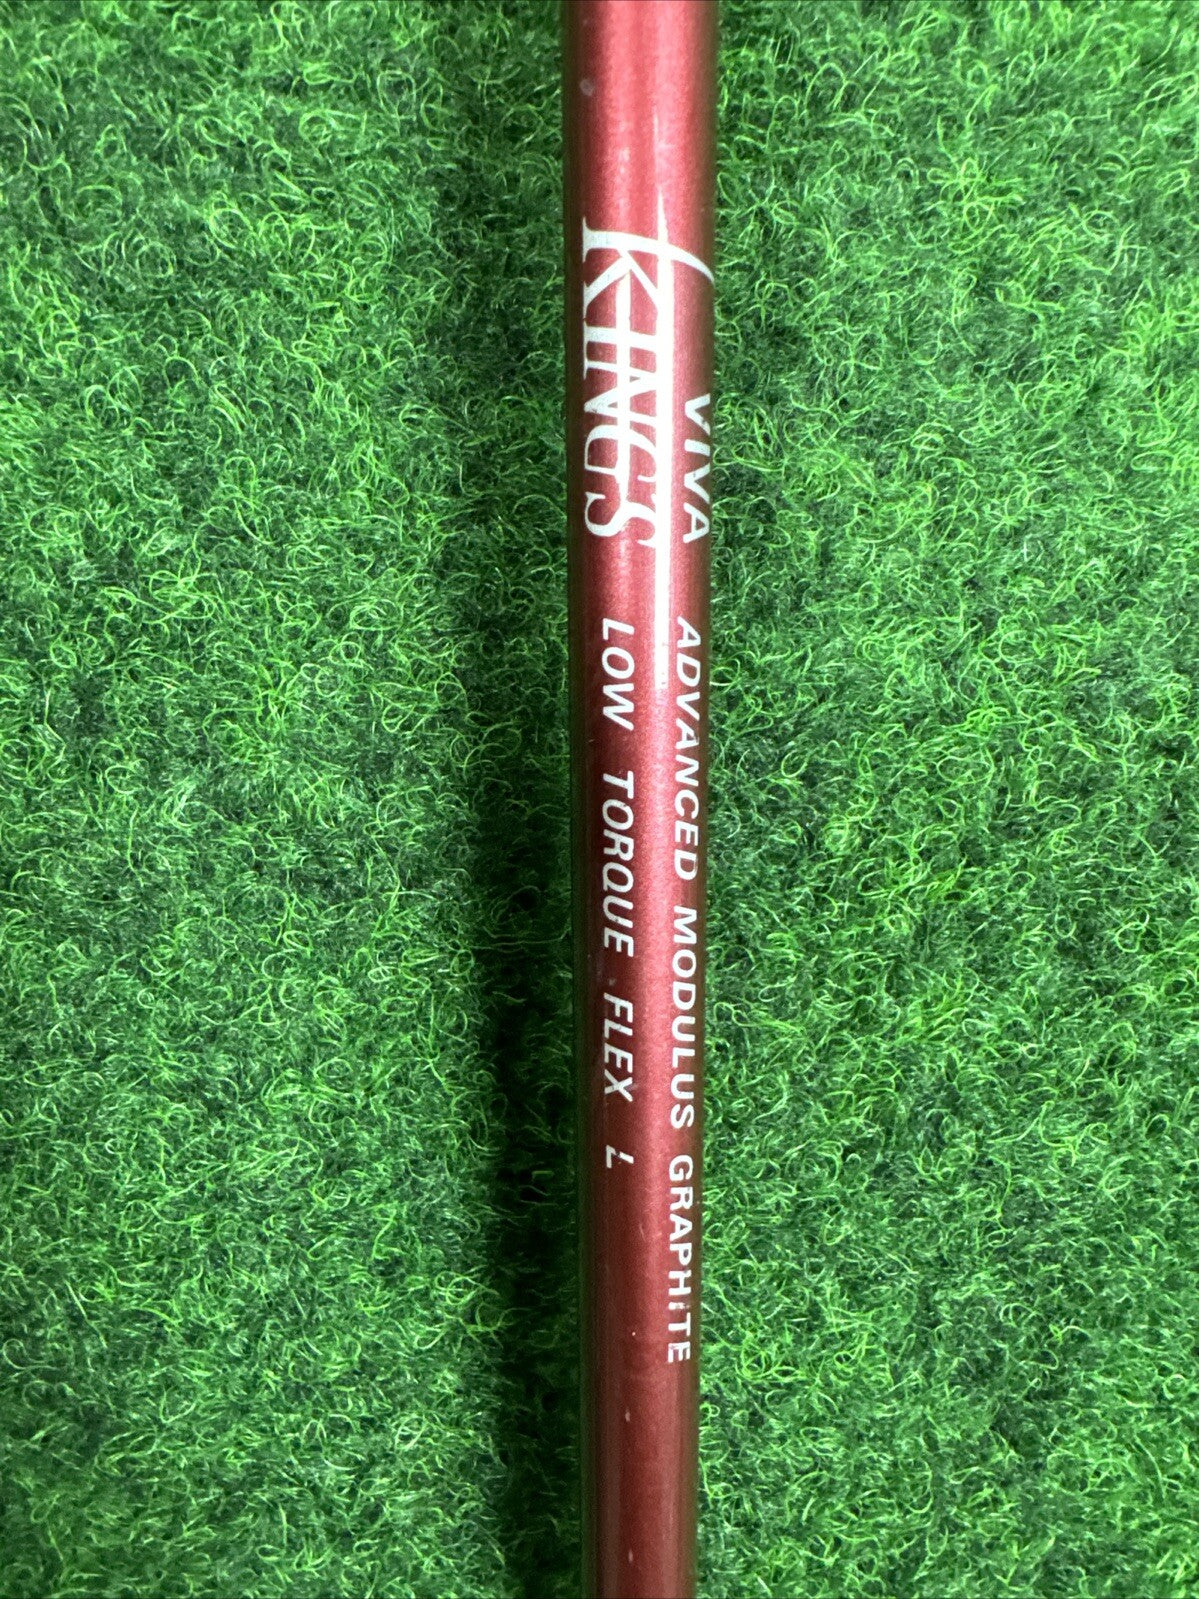 VIVA
KINGS
ADVANCED MODULUS GRAPHITE
LOW TORQUE FLEX L